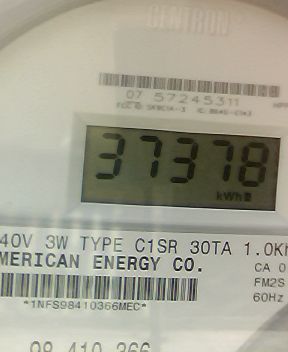 CENTRON
07 57245311
37378
kWh
40V 3W TYPE C1SR 30TA 1.0Kh
MERICAN ENERGY CO.
CA 0
FM2S
*1NFS98410366MEC*
60Hz
98 410 366